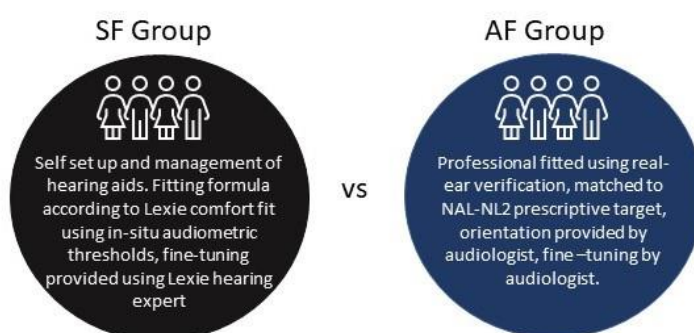 SF Group
AF Group
Self set up and management of
hearing aids. Fitting formula
according to Lexie comfort fit
using in-situ audiometric
thresholds, fine-tuning
provided using Lexie hearing
expert
vs
Professional fitted using real-
ear verification, matched to
NAL-NL2 prescriptive target,
orientation provided by
audiologist, fine –tuning by
audiologist.